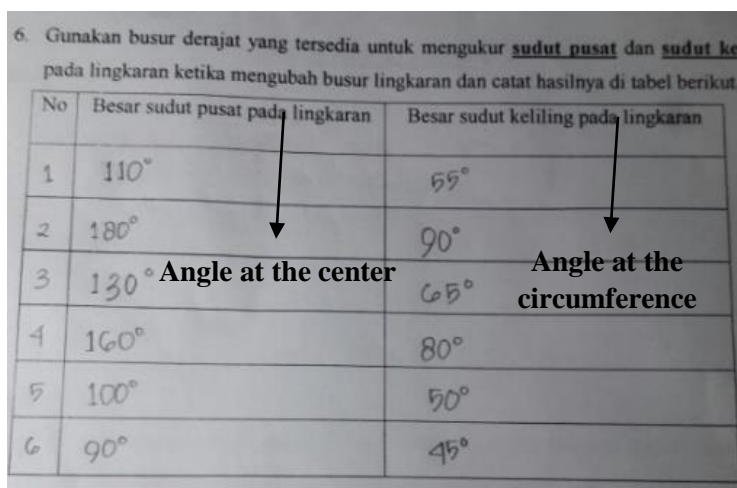 6. Gunakan busur derajat yang tersedia untuk mengukur sudut pusat dan sudut ke
pada lingkaran ketika mengubah busur lingkaran dan catat hasilnya di tabel berikut
No Besar sudut pusat pada lingkaran Besar sudut keliling pada lingkaran
1 110° 55°
2 180° 90°
3 130° 65°
Angle at the center
Angle at the
circumference
4 160° 80°
5 100° 50°
6 90° 45°